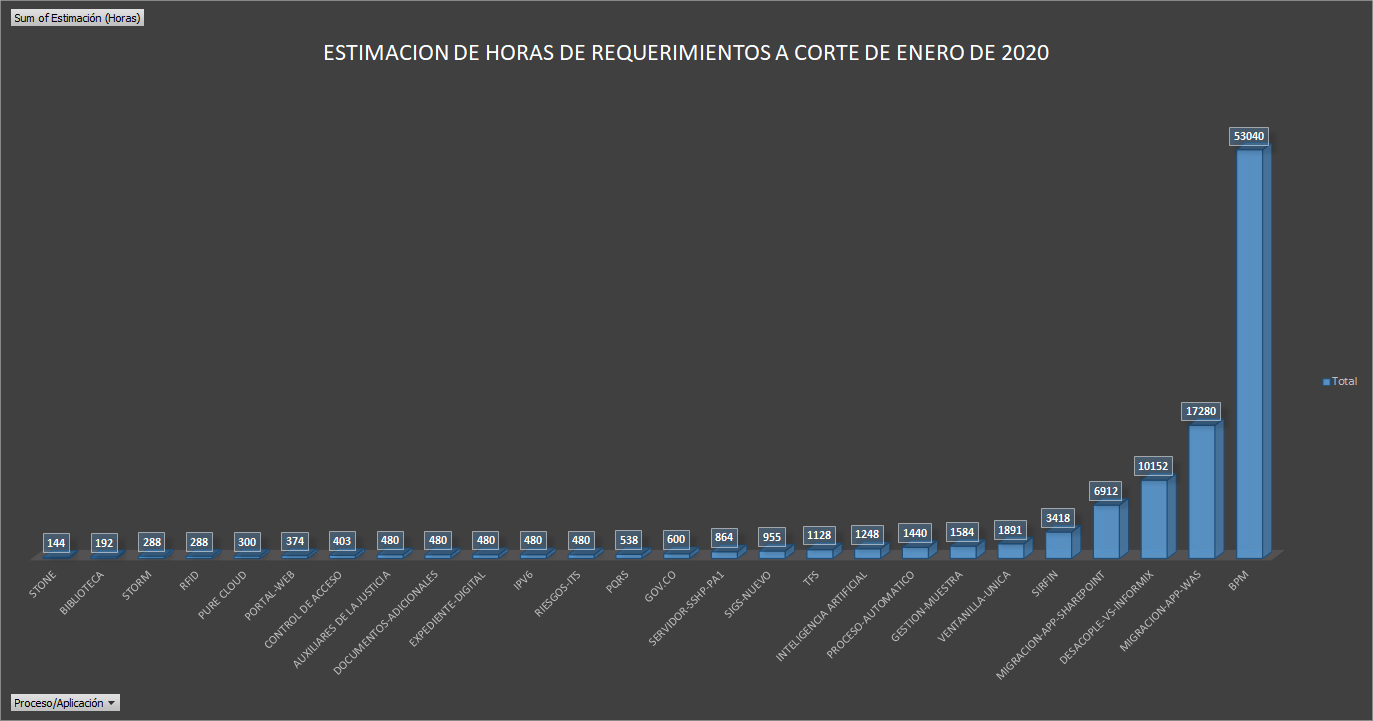 Sum of Estimación (Horas)
ESTIMACION DE HORAS DE REQUERIMIENTOS A CORTE DE ENERO DE 2020
53040
17280
10152
6912
3418
1891
1584
1440
1248
1128
955
864
600
538
480
480
480
480
480
403
374
300
288
288
192
144
Total
STONE
BIBLIOTECA
STORM
RFID
PURE CLOUD
PORTAL-WEB
CONTROL DE ACCESO
AUXILIARES DE LA JUSTICIA
DOCUMENTOS-ADICIONALES
EXPEDIENTE-DIGITAL
IPV6
RIESGOS-ITS
PQRS
GOV.CO
SERVIDOR-SSHP-PA1
SIGS-NUEVO
TFS
INTELIGENCIA ARTIFICIAL
PROCESO-AUTOMATICO
GESTION-MUESTRA
VENTANILLA-UNICA
SIRFIN
MIGRACION-APP-SHAREPOINT
DESACOPLE-VS-INFORMIX
MIGRACION-APP-WAS
BPM
Proceso/Aplicación